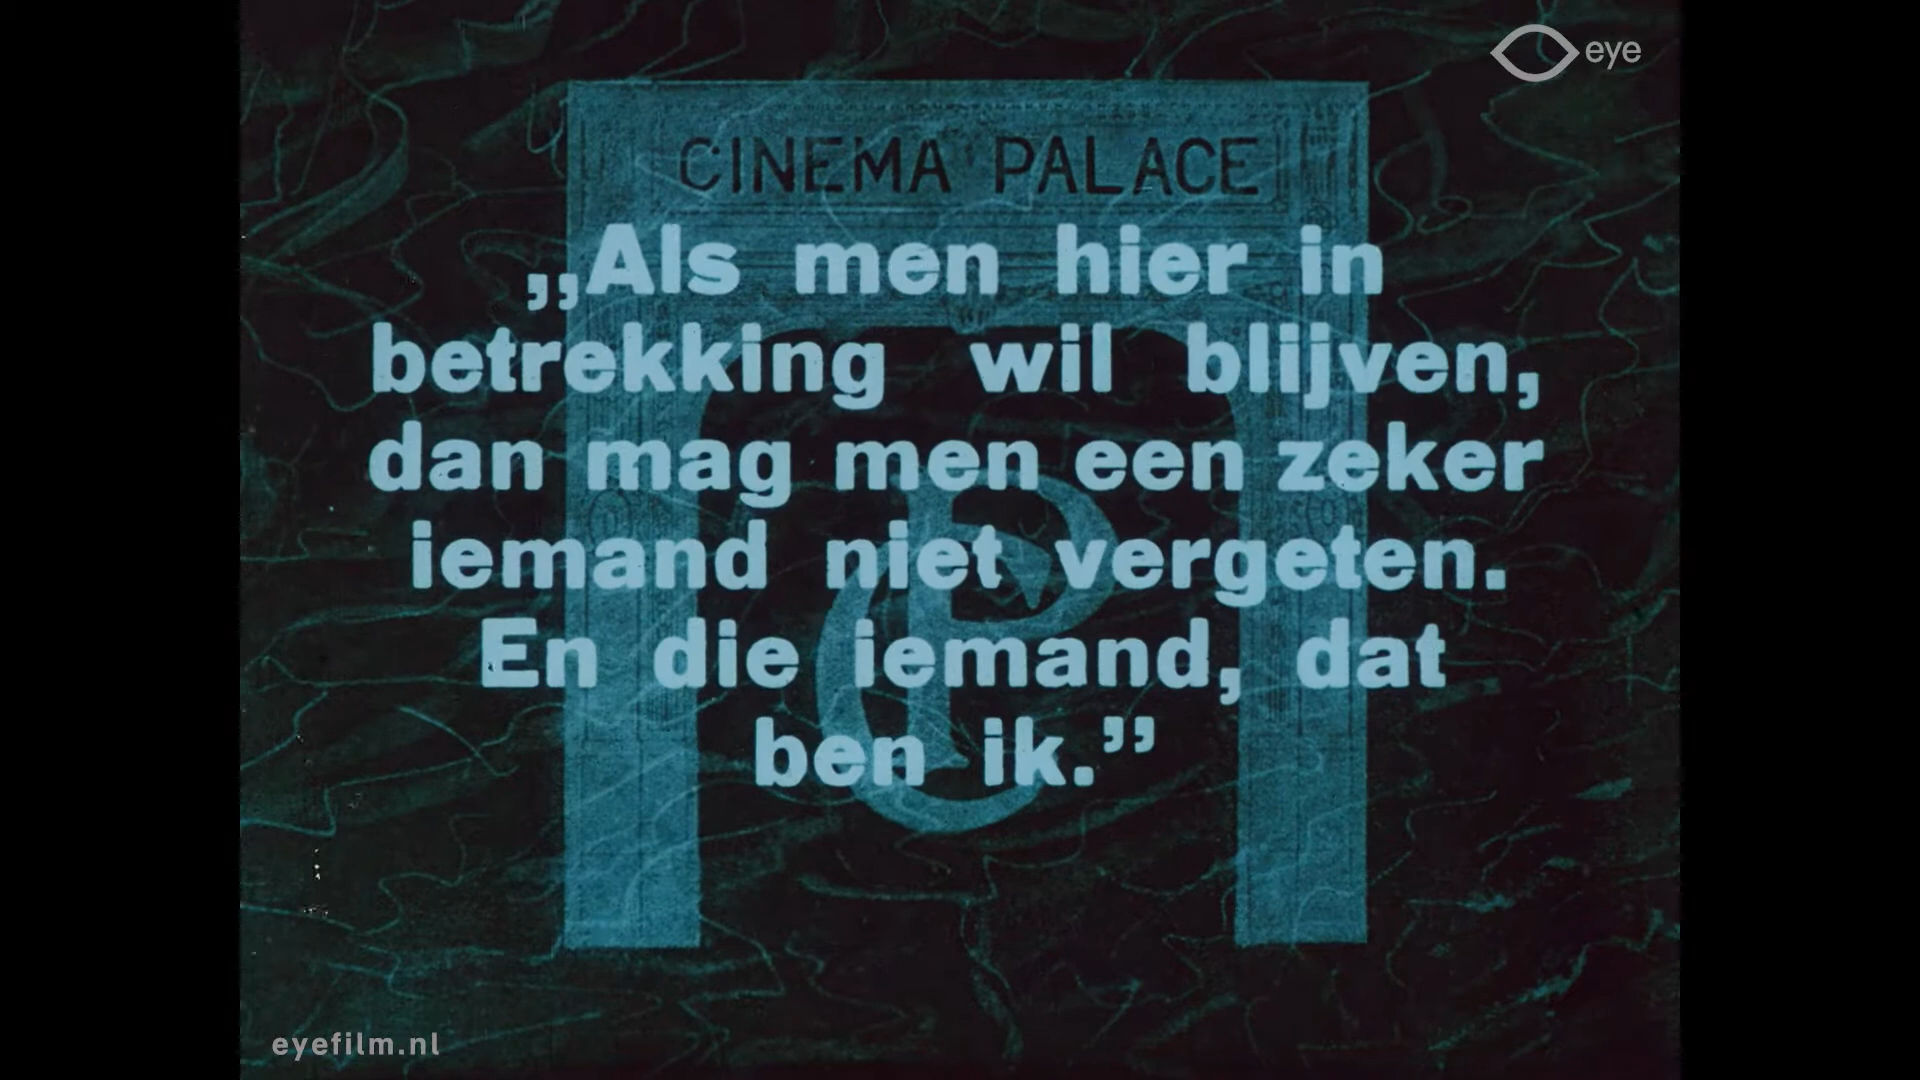 eye
CINEMA PALACE
„Als men hier in
betrekking wil blijven,
dan mag men een zeker
iemand niet vergeten.
En die iemand, dat
ben ik.”
CP
eyefilm.nl